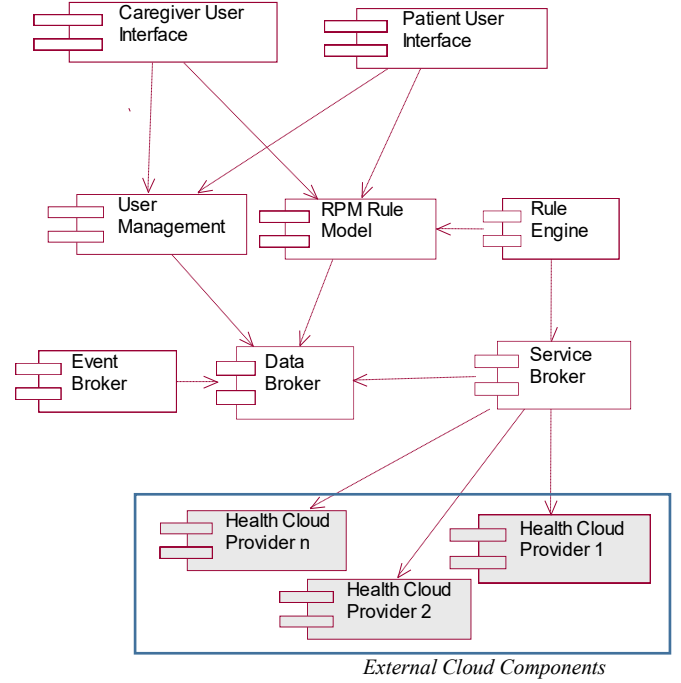 Caregiver User
Interface
Patient User
Interface
User
Management
RPM Rule
Model
Rule
Engine
Event
Broker
Data
Broker
Service
Broker
Health Cloud
Provider n
Health Cloud
Provider 1
Health Cloud
Provider 2
External Cloud Components